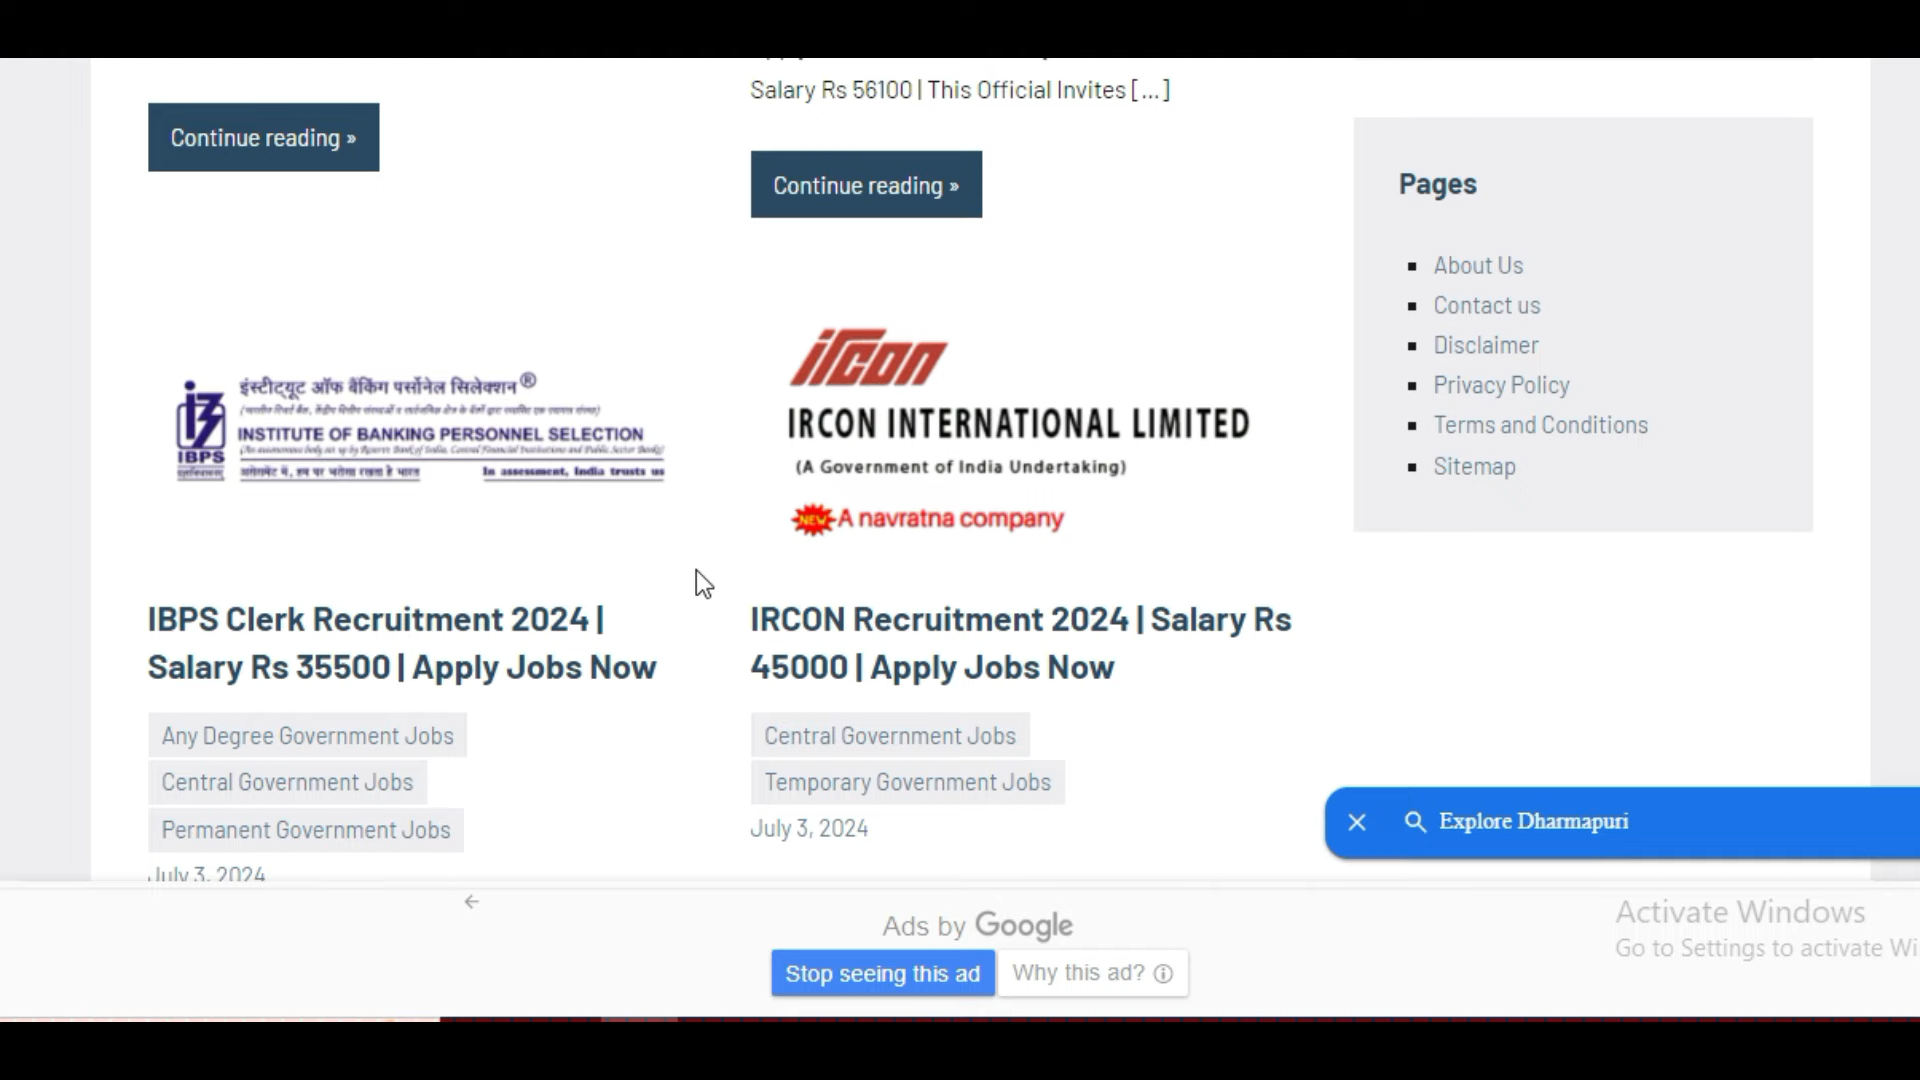 Salary Rs 56100 | This Official Invites [...]
Continue reading »
Continue reading »
Pages
About Us
Contact us
Disclaimer
Privacy Policy
Terms and Conditions
Sitemap
इंस्टीट्यूट ऑफ बैंकिंग पर्सोनेल सिलेक्शन®
INSTITUTE OF BANKING PERSONNEL SELECTION
IBPS
In assessment, India trusts us
ircon
IRCON INTERNATIONAL LIMITED
(A Government of India Undertaking)
NEW A navratna company
IBPS Clerk Recruitment 2024 |
Salary Rs 35500 | Apply Jobs Now
Any Degree Government Jobs
Central Government Jobs
Permanent Government Jobs
July 3, 2024
IRCON Recruitment 2024 | Salary Rs
45000 | Apply Jobs Now
Central Government Jobs
Temporary Government Jobs
July 3, 2024
Explore Dharmapuri
Ads by Google
Stop seeing this ad
Why this ad?
Activate Windows
Go to Settings to activate Wi